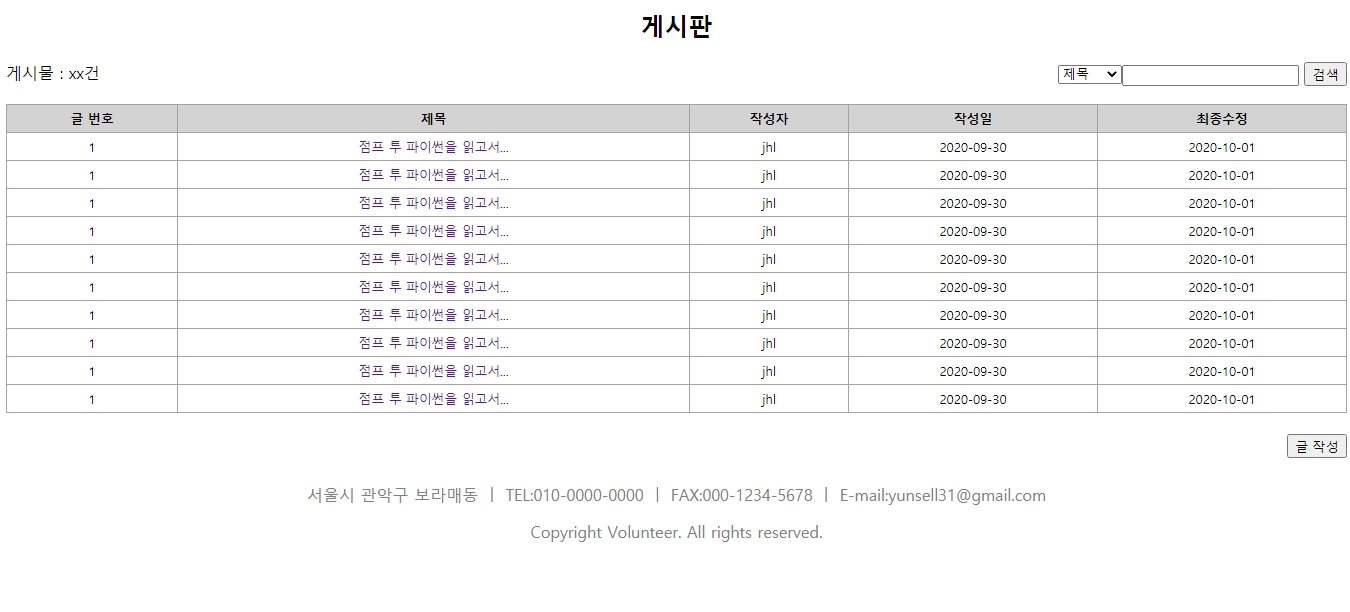 게시판
게시물 : xx건 제목 검색
글 번호 제목 작성자 작성일 최종수정
1 점프 투 파이썬을 읽고서... jhl 2020-09-30 2020-10-01
1 점프 투 파이썬을 읽고서... jhl 2020-09-30 2020-10-01
1 점프 투 파이썬을 읽고서... jhl 2020-09-30 2020-10-01
1 점프 투 파이썬을 읽고서... jhl 2020-09-30 2020-10-01
1 점프 투 파이썬을 읽고서... jhl 2020-09-30 2020-10-01
1 점프 투 파이썬을 읽고서... jhl 2020-09-30 2020-10-01
1 점프 투 파이썬을 읽고서... jhl 2020-09-30 2020-10-01
1 점프 투 파이썬을 읽고서... jhl 2020-09-30 2020-10-01
1 점프 투 파이썬을 읽고서... jhl 2020-09-30 2020-10-01
1 점프 투 파이썬을 읽고서... jhl 2020-09-30 2020-10-01
글 작성
서울시 관악구 보라매동 | TEL:010-0000-0000 | FAX:000-1234-5678 | E-mail:yunsell31@gmail.com
Copyright Volunteer. All rights reserved.